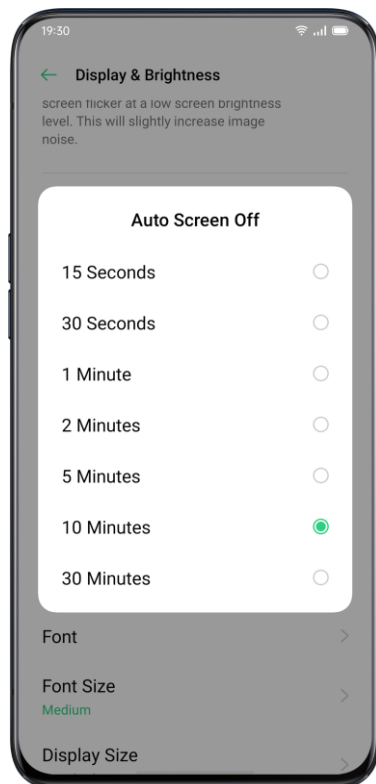 19:30
Display & Brightness
screen flicker at a low screen brightness
level. This will slightly increase image
noise.
Auto Screen Off
15 Seconds
30 Seconds
1 Minute
2 Minutes
5 Minutes
10 Minutes
30 Minutes
Font
Font Size
Medium
Display Size